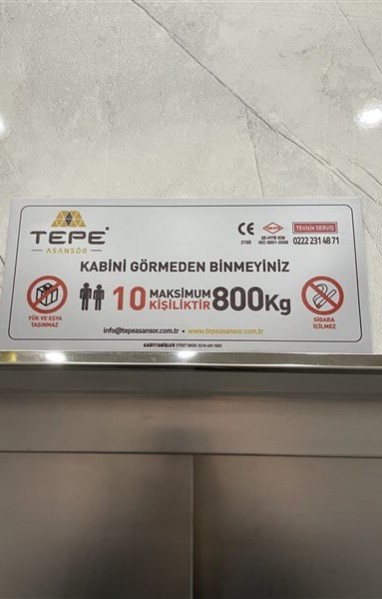 TEPE
ASANSÖR
CE
TEKNİK SERVİS
0222 231 48 71
KABİNİ GÖRMEDEN BİNMEYİNİZ
10 MAKSİMUM KİŞİLİKTİR 800Kg
YÜK VE EŞYA
TAŞINMAZ
SİGARA
İÇİLMEZ
info@tepeasansor.com.tr • www.tepeasansor.com.tr